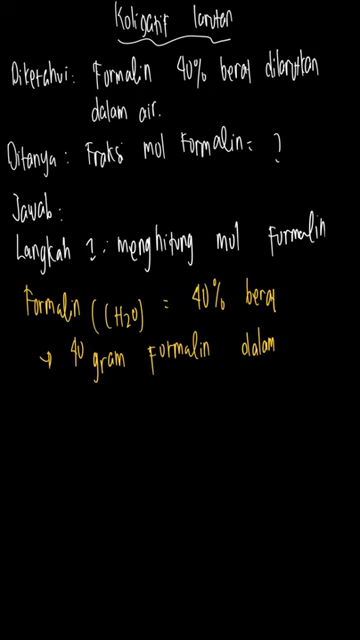 Koligatif larutan
Diketahui: Formalin 40% berat dilarutkan
dalam air.
Ditanya: Fraksi mol Formalin= ?
Jawab:
Langkah 1: menghitung mol Formalin
Formalin (CH2O) = 40% berat
→ 40 gram Formalin dalam